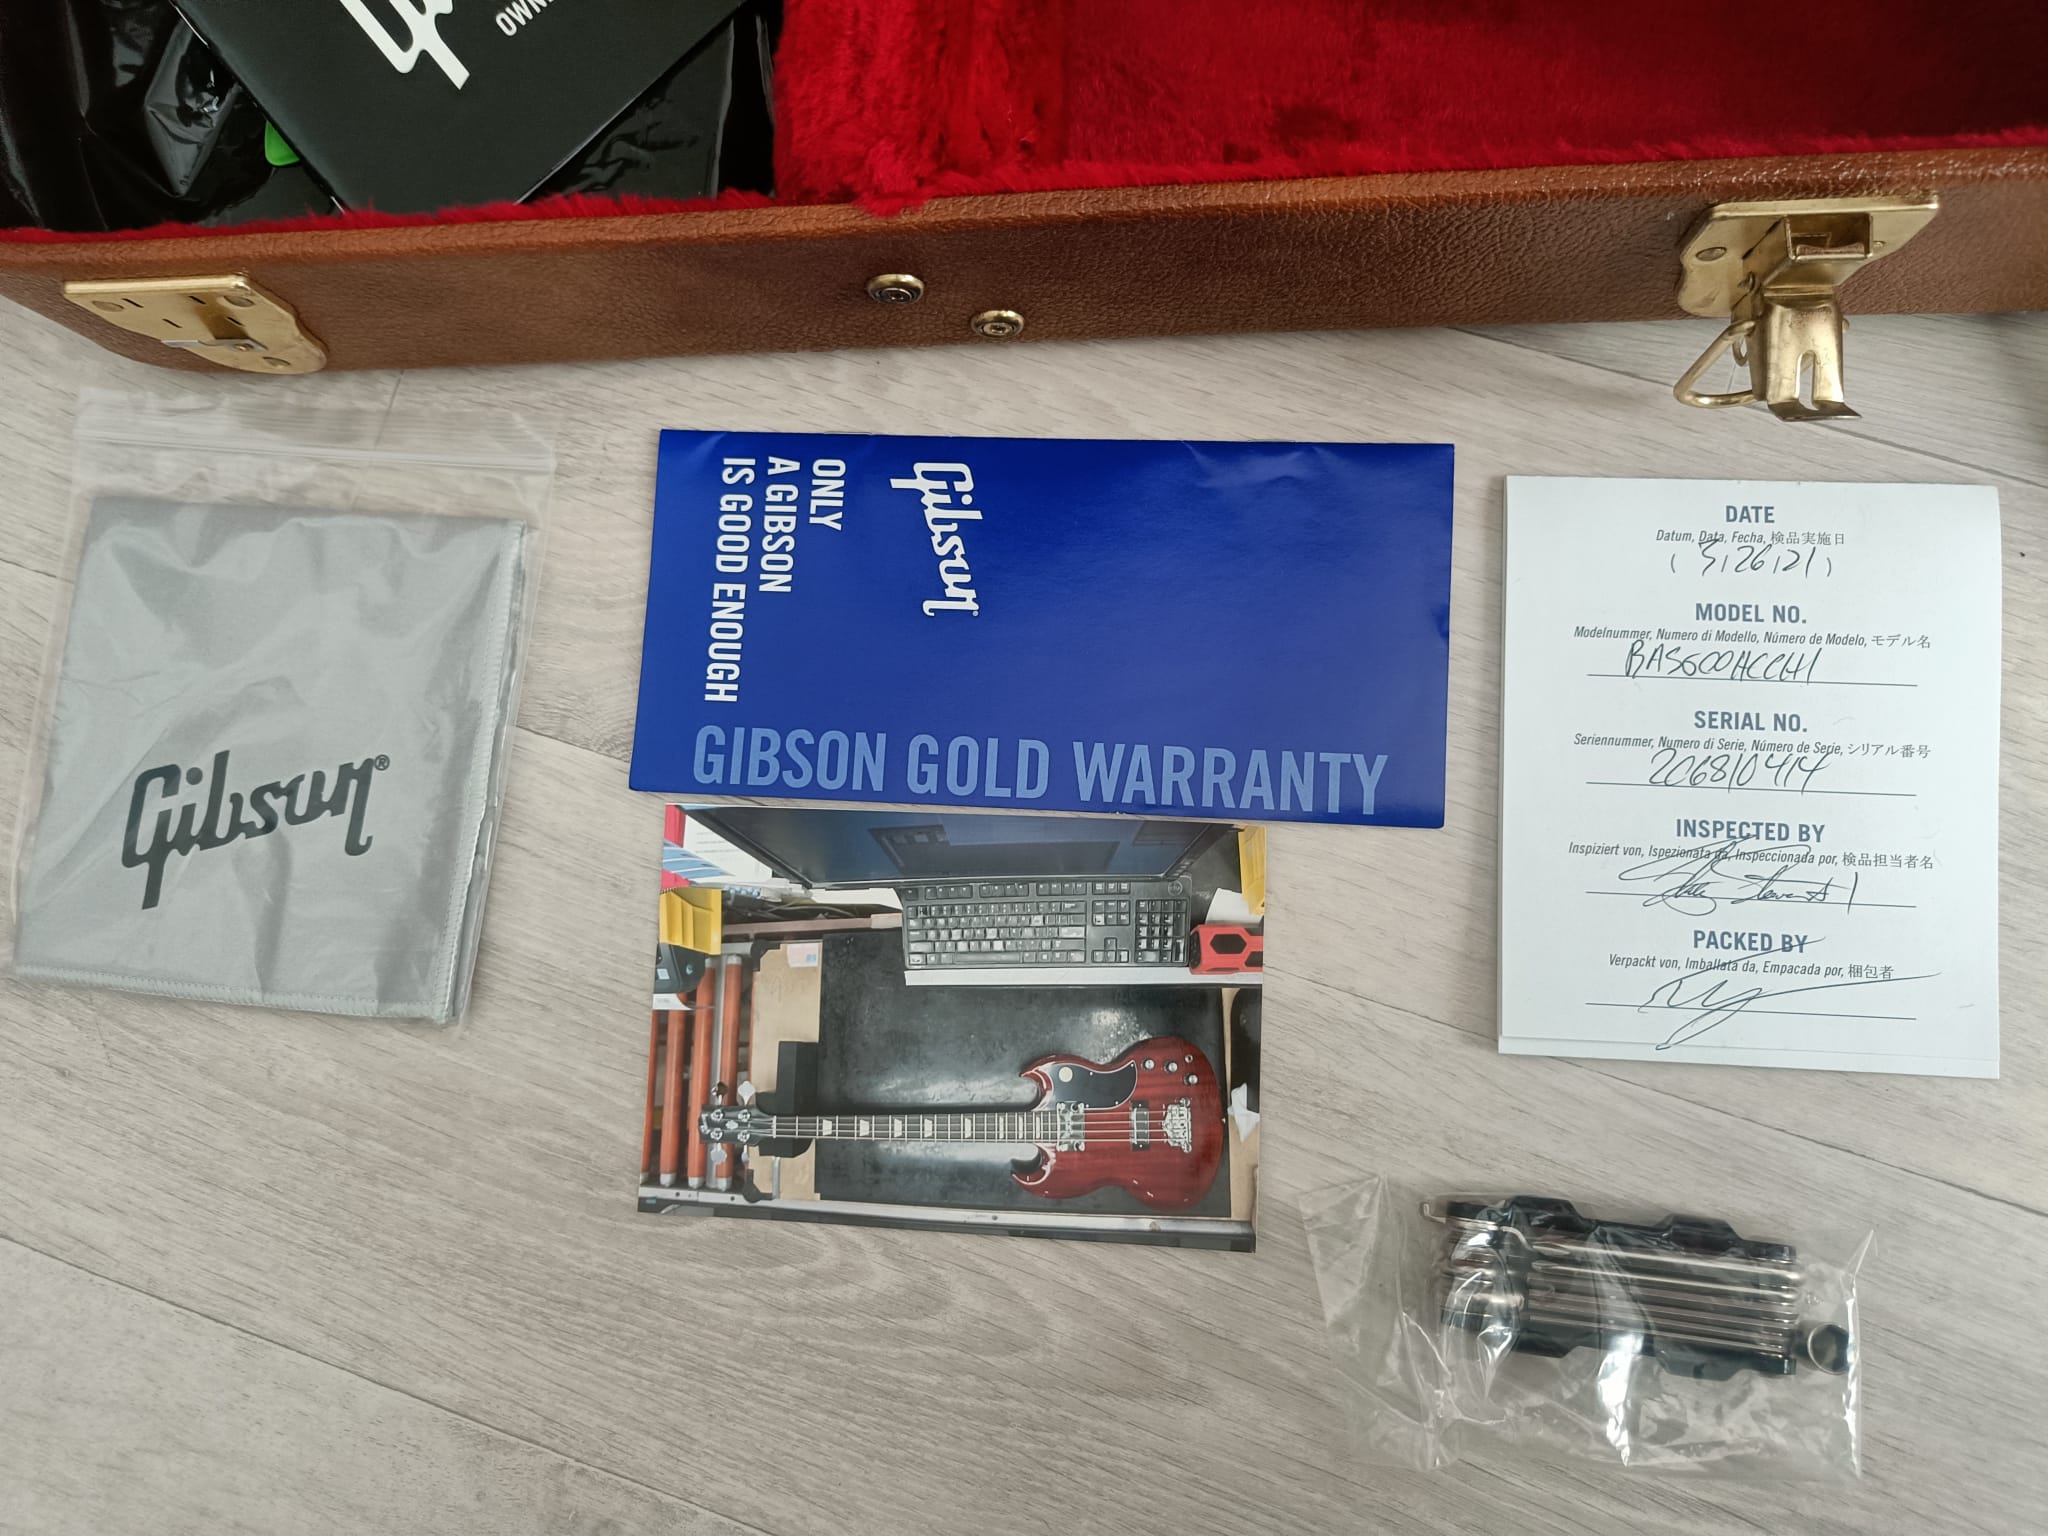 Gibson
ONLY
A GIBSON
IS GOOD ENOUGH
GIBSON GOLD WARRANTY
Gibson®
DATE
Datum, Data, Fecha, 検品実施日
(3/26/21)
MODEL NO.
Modelnummer, Numero di Modello, Número de Modelo, モデル名
BASG00HCCH1
SERIAL NO.
Seriennummer, Numero di Serie, Número de Serie, シリアル番号
206810414
INSPECTED BY
Inspiziert von, Ispezionata da, Inspeccionada por, 検品担当者名
PACKED BY
Verpackt von, Imballata da, Empacada por, 梱包者